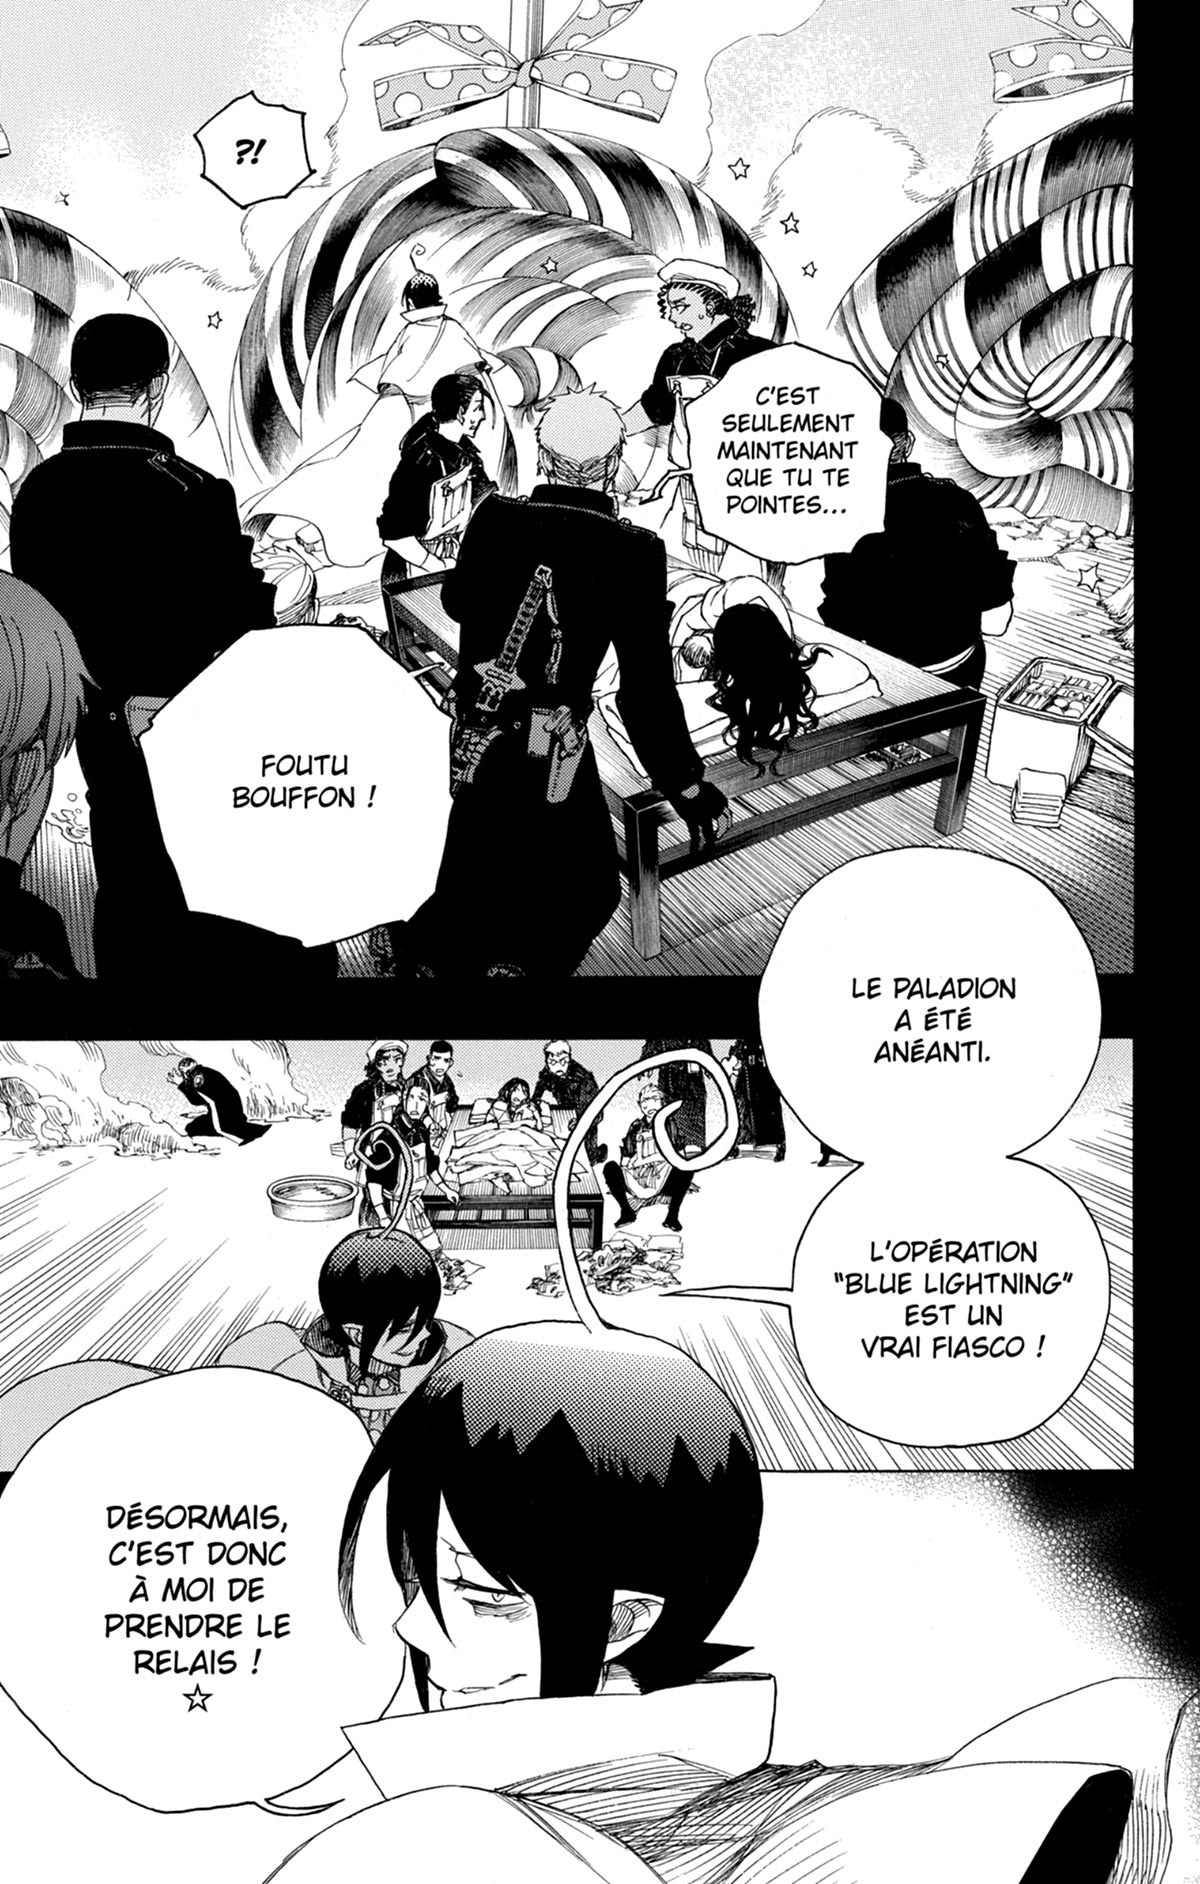 ?!
C'EST
SEULEMENT
MAINTENANT
QUE TU TE
POINTES...
FOUTU
BOUFFON !
LE PALADION
A ÉTÉ
ANÉANTI.
L'OPÉRATION
"BLUE LIGHTNING"
EST UN
VRAI FIASCO !
DÉSORMAIS,
C'EST DONC
À MOI DE
PRENDRE LE
RELAIS !
☆